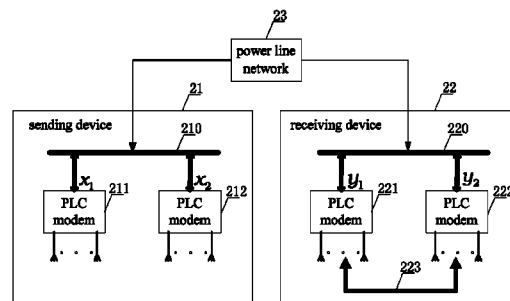 23
power line
network
21
22
sending device
210
receiving device
220
x1
x2
y1
y2
PLC
modem
211
PLC
modem
212
PLC
modem
221
PLC
modem
222
223